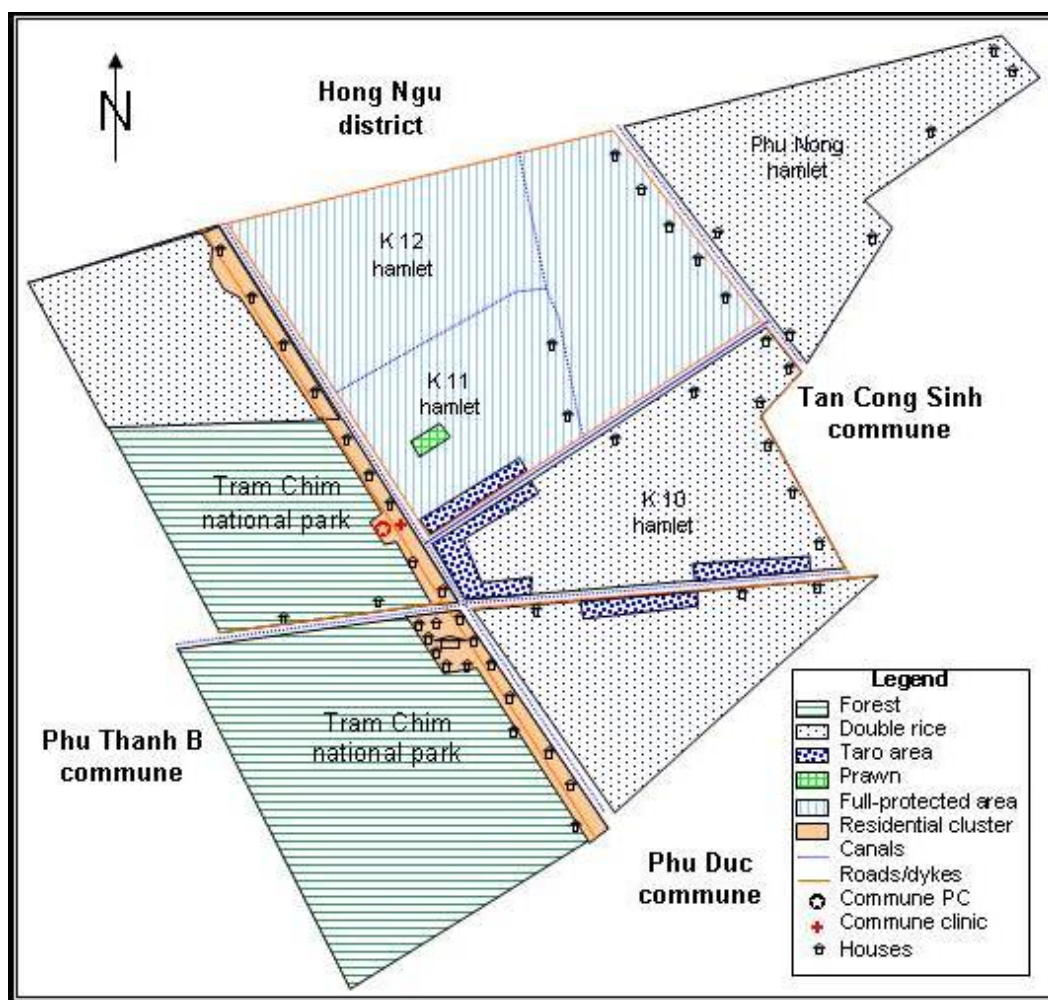 N
Hong Ngu
district
Phu Nong
hamlet
K 12
hamlet
K 11
hamlet
Tan Cong Sinh
commune
Tram Chim
national park
K 10
hamlet
Tram Chim
national park
Phu Thanh B
commune
Phu Duc
commune
Legend
Forest
Double rice
Taro area
Prawn
Full-protected area
Residential cluster
Canals
Roads/dykes
Commune PC
Commune clinic
Houses